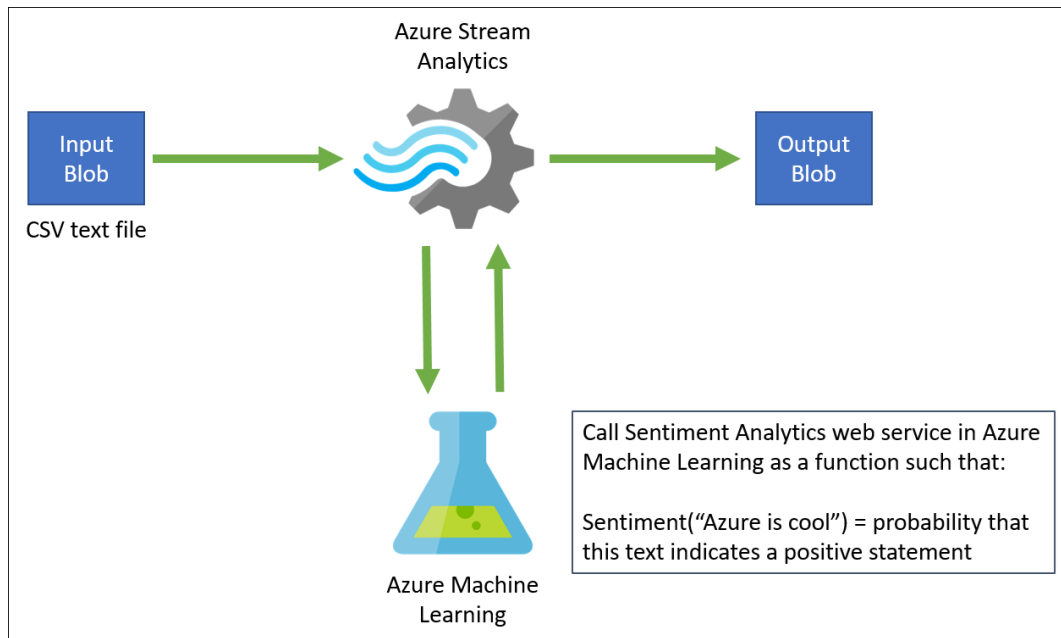 Azure Stream
Analytics
Input
Blob
Output
Blob
CSV text file
Call Sentiment Analytics web service in Azure
Machine Learning as a function such that:
Sentiment(“Azure is cool”) = probability that
this text indicates a positive statement
Azure Machine
Learning